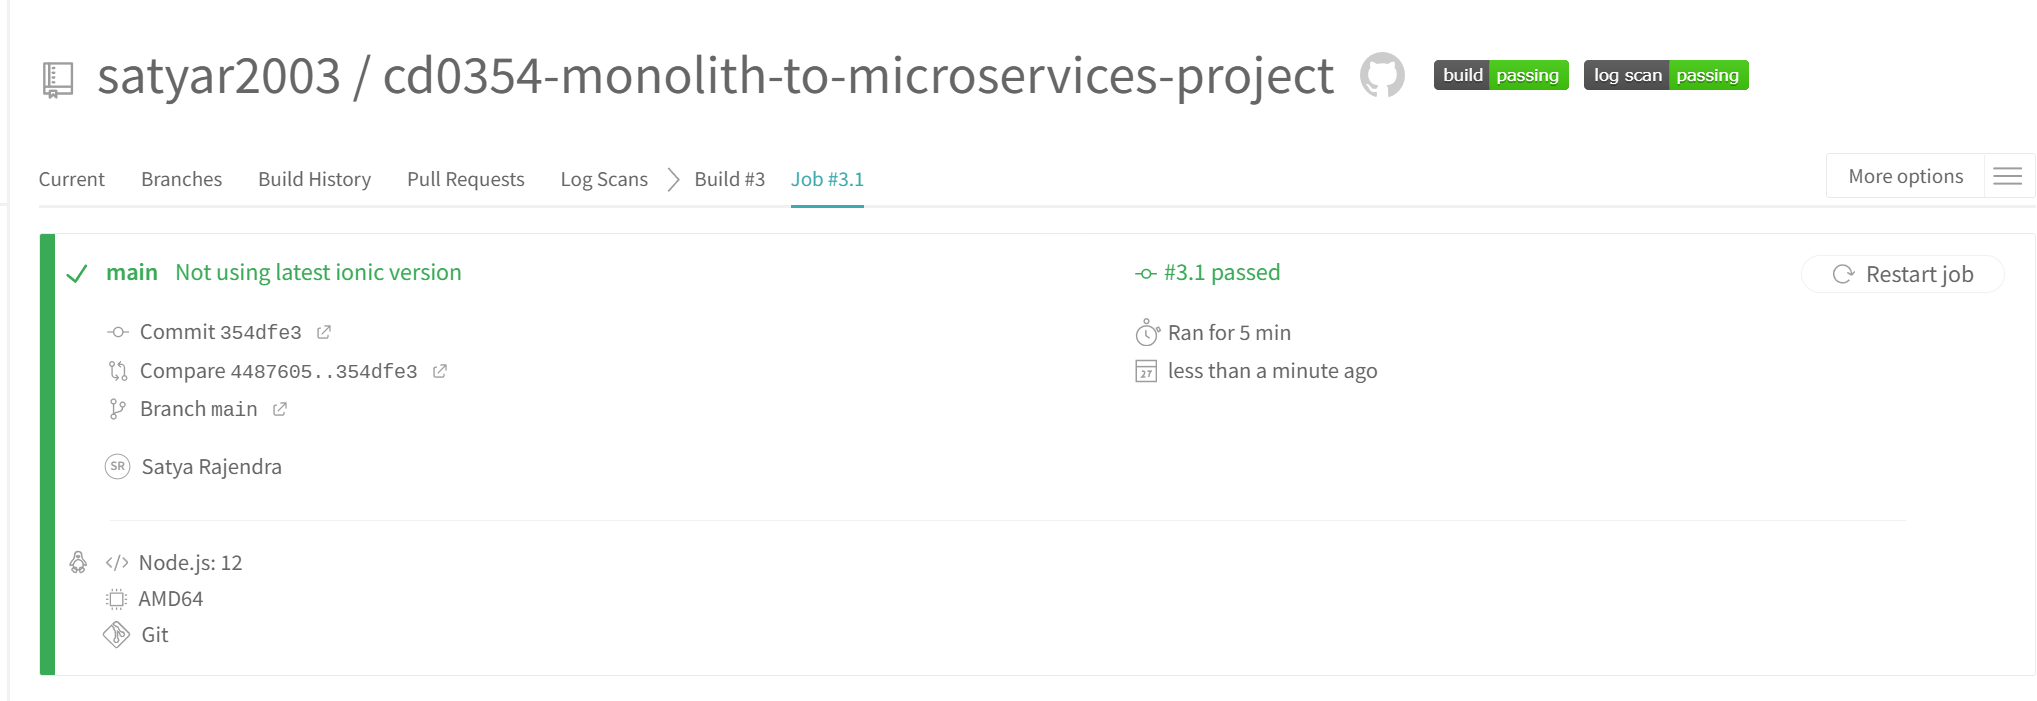 satyar2003 / cd0354-monolith-to-microservices-project build passing log scan passing
Current Branches Build History Pull Requests Log Scans Build #3 Job #3.1 More options
main Not using latest ionic version
#3.1 passed
Restart job
Commit 354dfe3
Ran for 5 min
Compare 4487605..354dfe3
27 less than a minute ago
Branch main
SR Satya Rajendra
</> Node.js: 12
AMD64
Git